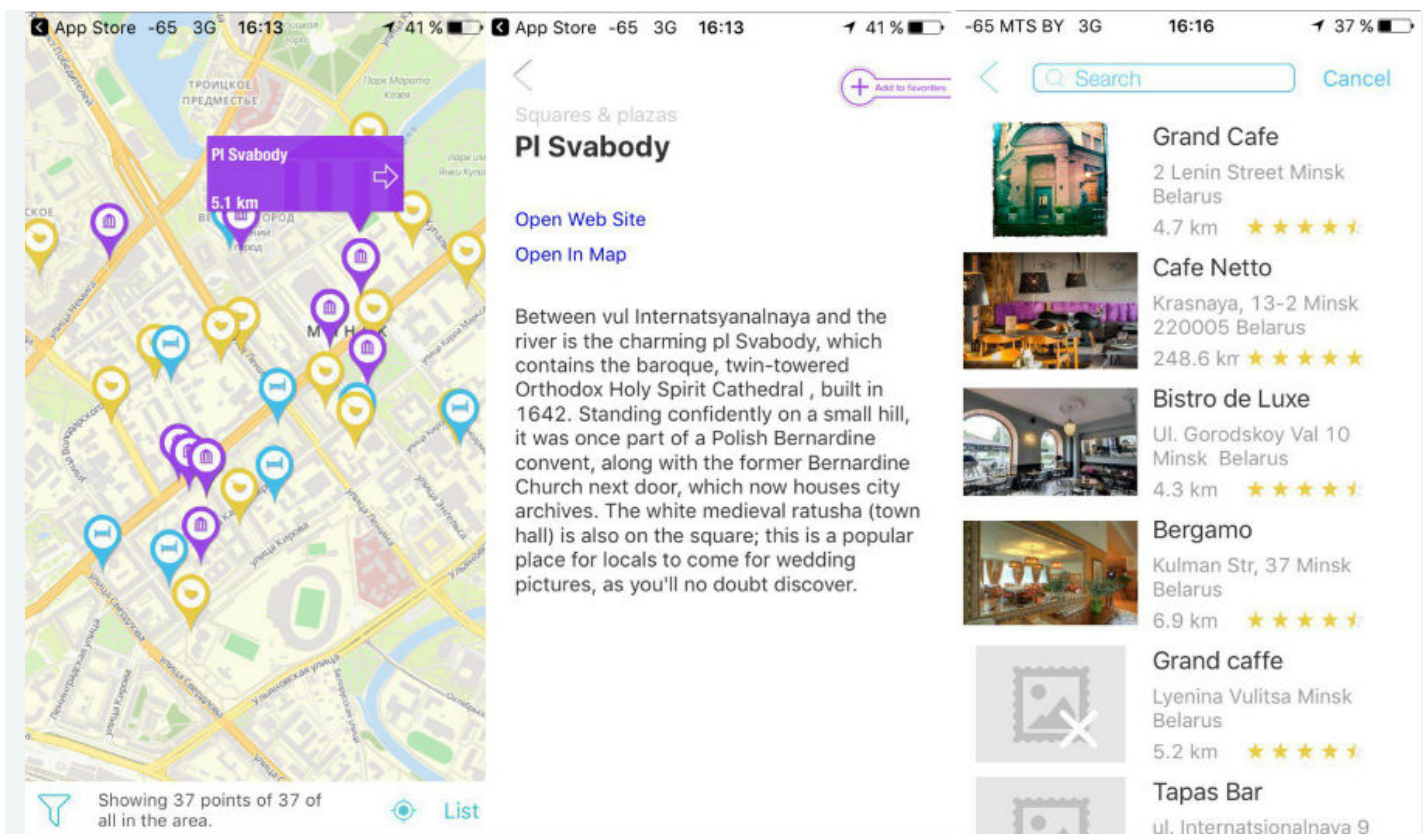 App Store -65 3G 16:13 41 %
ТРОИЦКОЕ
ПРЕДМЕСТЬЕ
Pl Svabody
5.1 km
Showing 37 points of 37 of
all in the area.
List
App Store -65 3G 16:13 41 %
Add to favorites
Squares & plazas
Pl Svabody
Open Web Site
Open In Map
Between vul Internatsyanalnaya and the
river is the charming pl Svabody, which
contains the baroque, twin-towered
Orthodox Holy Spirit Cathedral , built in
1642. Standing confidently on a small hill,
it was once part of a Polish Bernardine
convent, along with the former Bernardine
Church next door, which now houses city
archives. The white medieval ratusha (town
hall) is also on the square; this is a popular
place for locals to come for wedding
pictures, as you'll no doubt discover.
-65 MTS BY 3G 16:16 37 %
Search
Cancel
Grand Cafe
2 Lenin Street Minsk
Belarus
4.7 km
Cafe Netto
Krasnaya, 13-2 Minsk
220005 Belarus
248.6 km
Bistro de Luxe
Ul. Gorodskoy Val 10
Minsk Belarus
4.3 km
Bergamo
Kulman Str, 37 Minsk
Belarus
6.9 km
Grand caffe
Lyenina Vulitsa Minsk
Belarus
5.2 km
Tapas Bar
ul. Internatsionalnaya 9